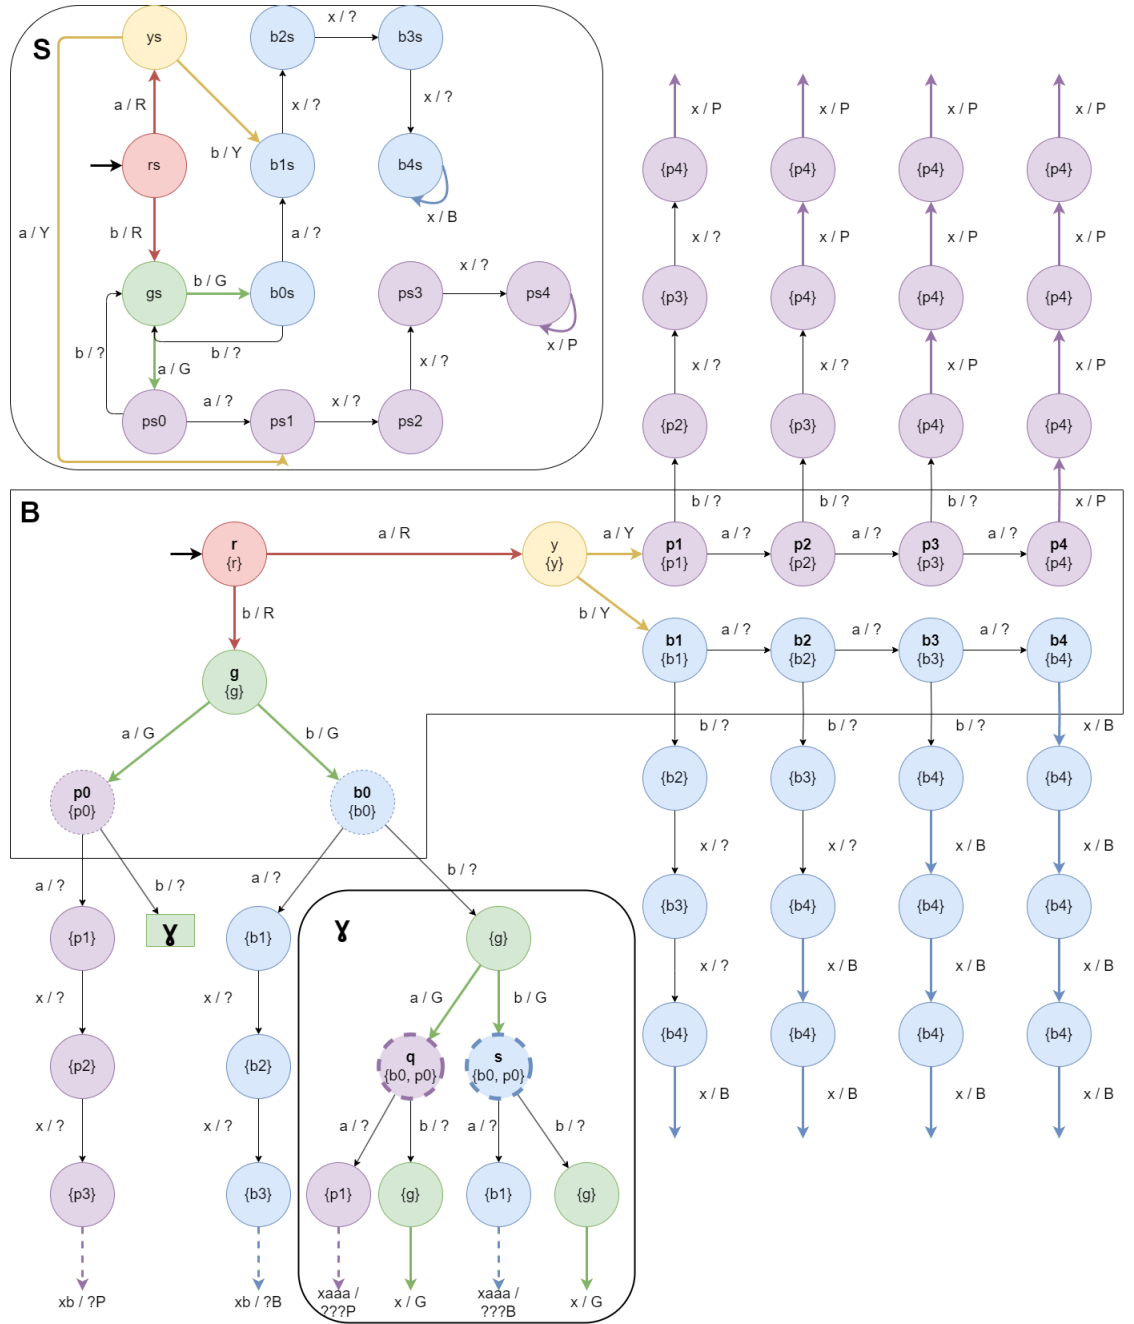 S
ys
a / R
rs
b / R
gs
a / Y
b / Y
b2s
x / ?
b3s
x / ?
x / ?
b1s
b4s
x / B
a / ?
b / G
b0s
b / ?
b / ?
a / G
ps0
a / ?
ps1
x / ?
ps2
x / ?
ps3
x / ?
ps4
x / P
x / P
x / P
x / P
x / P
{p4}
{p4}
{p4}
{p4}
x / ?
x / P
x / P
x / P
{p3}
{p4}
{p4}
{p4}
x / ?
x / ?
x / P
x / P
{p2}
{p3}
{p4}
{p4}
b / ?
b / ?
b / ?
x / P
B
r
{r}
a / R
y
{y}
a / Y
p1
{p1}
a / ?
p2
{p2}
a / ?
p3
{p3}
a / ?
p4
{p4}
b / R
b / Y
g
{g}
b1
{b1}
a / ?
b2
{b2}
a / ?
b3
{b3}
a / ?
b4
{b4}
a / G
b / G
b / ?
b / ?
b / ?
x / B
p0
{p0}
b0
{b0}
{b2}
{b3}
{b4}
{b4}
x / ?
x / ?
x / B
x / B
a / ?
b / ?
a / ?
b / ?
{b3}
{b4}
{b4}
{b4}
{p1}
Ɣ
{b1}
Ɣ
{g}
x / ?
x / B
x / B
x / B
x / ?
x / ?
a / G
b / G
{b4}
{b4}
{b4}
{b4}
{p2}
{b2}
q
{b0, p0}
s
{b0, p0}
x / B
x / B
x / B
x / B
x / ?
x / ?
a / ?
b / ?
a / ?
b / ?
{p3}
{b3}
{p1}
{g}
{b1}
{g}
xb / ?P
xb / ?B
xaaa /
???P
x / G
xaaa /
???B
x / G